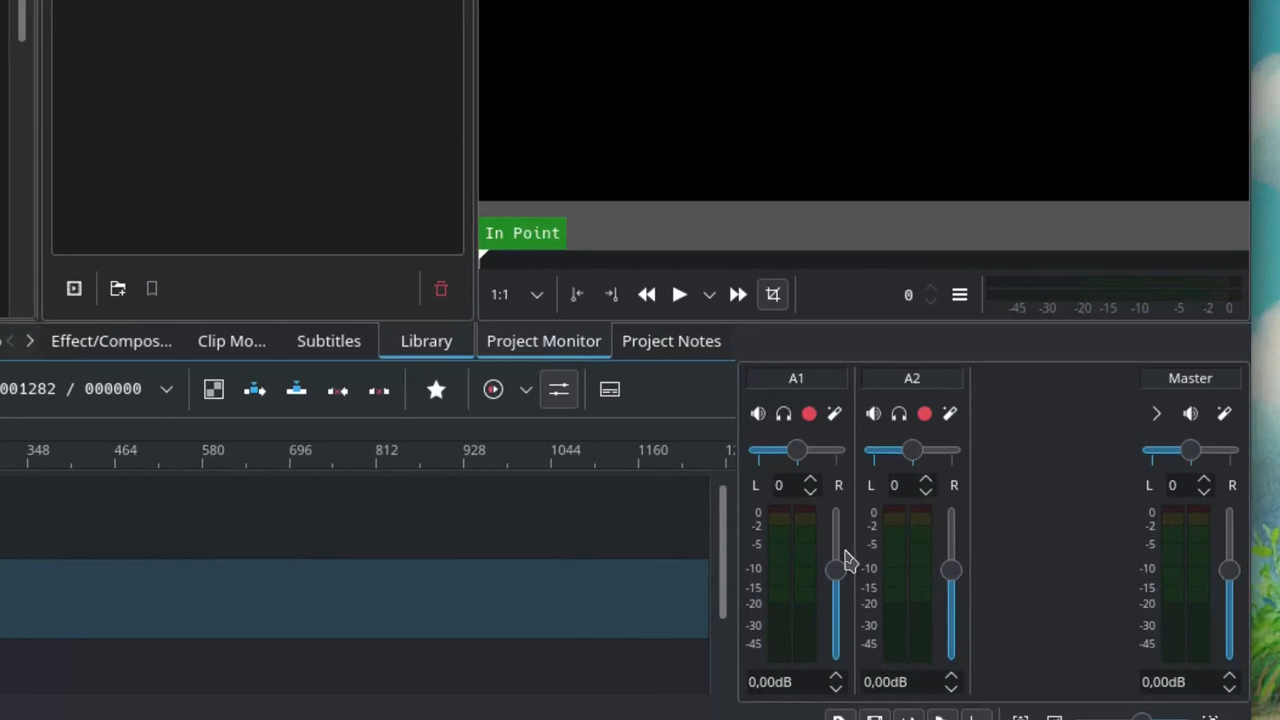 In Point
1:1
0
-45 -30 -20 -15 -10 -5 -2 0
Effect/Compos... Clip Mo... Subtitles Library Project Monitor Project Notes
001282 / 000000
348 464 580 696 812 928 1044 1160
A1 A2 Master
L 0 R L 0 R L 0 R
0 0 0
-2 -2 -2
-5 -5 -5
-10 -10 -10
-15 -15 -15
-20 -20 -20
-30 -30 -30
-45 -45 -45
0,00dB 0,00dB 0,00dB